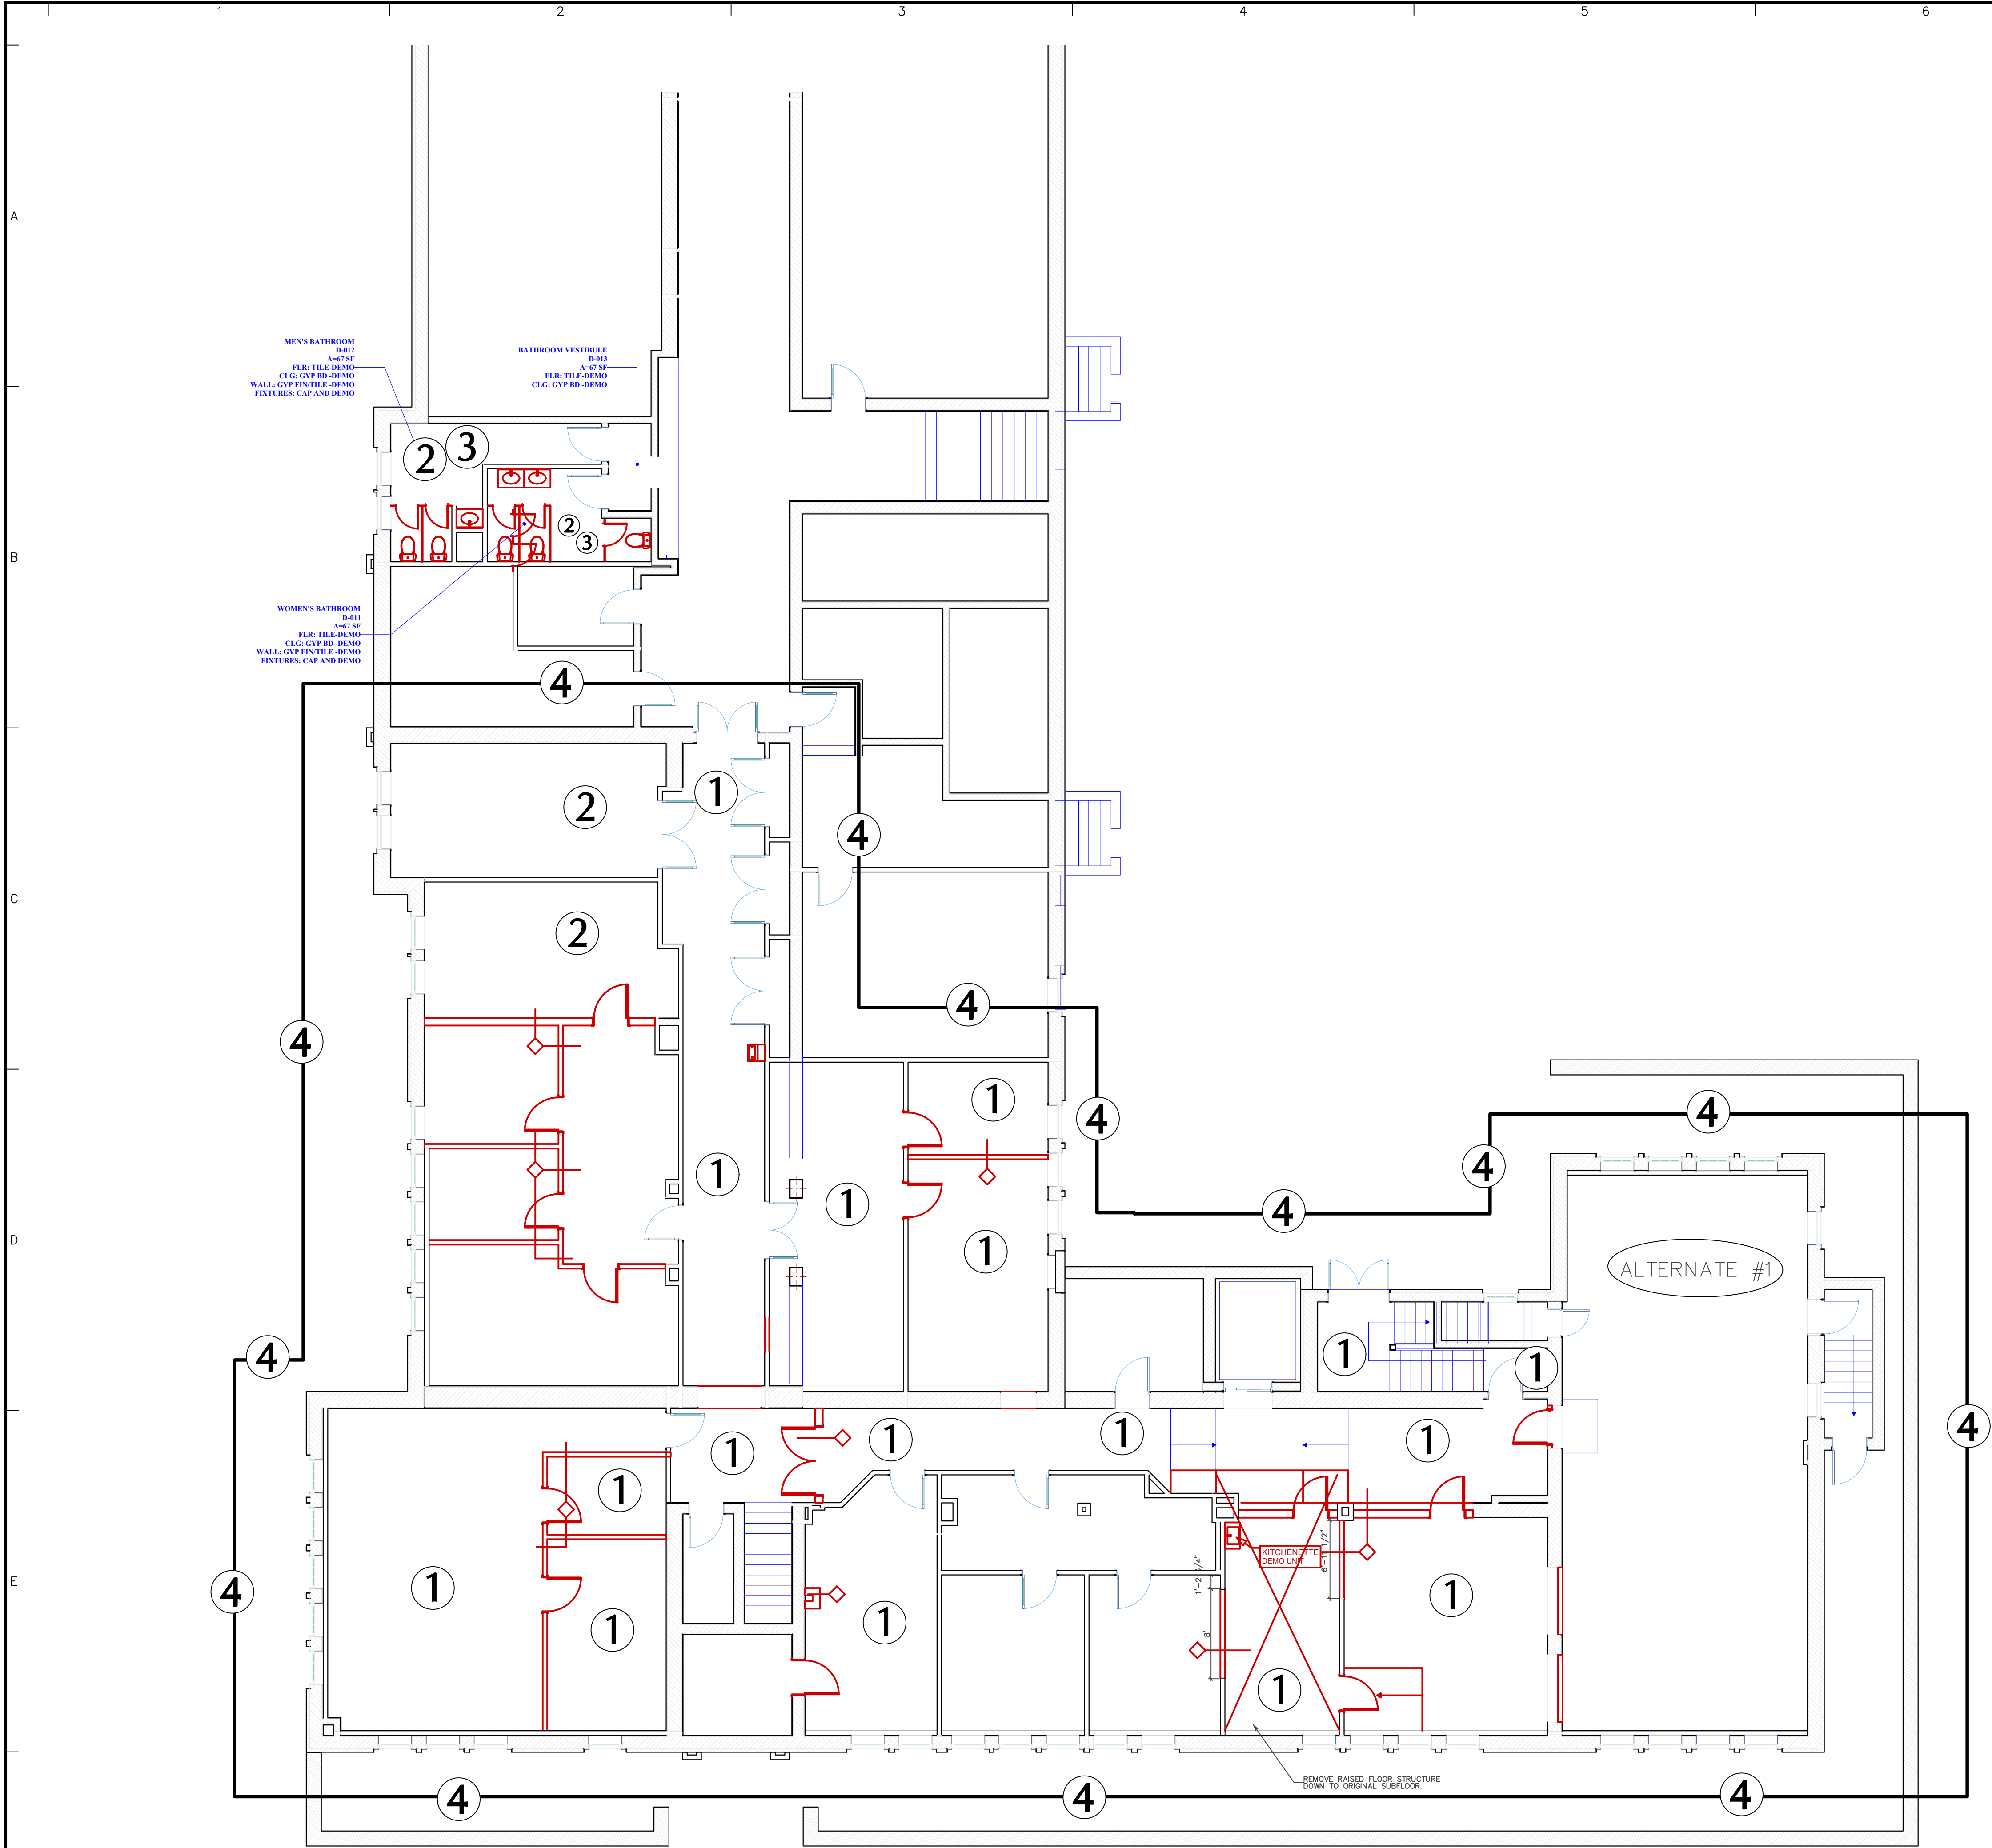 1 2 3 4 5 6
A
MEN'S BATHROOM
D-012
A=67 SF
FLR: TILE-DEMO
CLG: GYP BD -DEMO
WALL: GYP FIN/TILE -DEMO
FIXTURES: CAP AND DEMO
BATHROOM VESTIBULE
D-013
A=67 SF
FLR: TILE-DEMO
CLG: GYP BD -DEMO
2 3
2
3
B
WOMEN'S BATHROOM
D-011
A=67 SF
FLR: TILE-DEMO
CLG: GYP BD -DEMO
WALL: GYP FIN/TILE -DEMO
FIXTURES: CAP AND DEMO
4
1
2
4
C
2
4
4
1
4
4
4
1
1
4
D
1
ALTERNATE #1
4
1
1
4
1
1
1
1
1
KITCHENETTE
DEMO UNIT
E
4
1
1
1
1
8'
1
REMOVE RAISED FLOOR STRUCTURE
DOWN TO ORIGINAL SUBFLOOR.
4
4
4